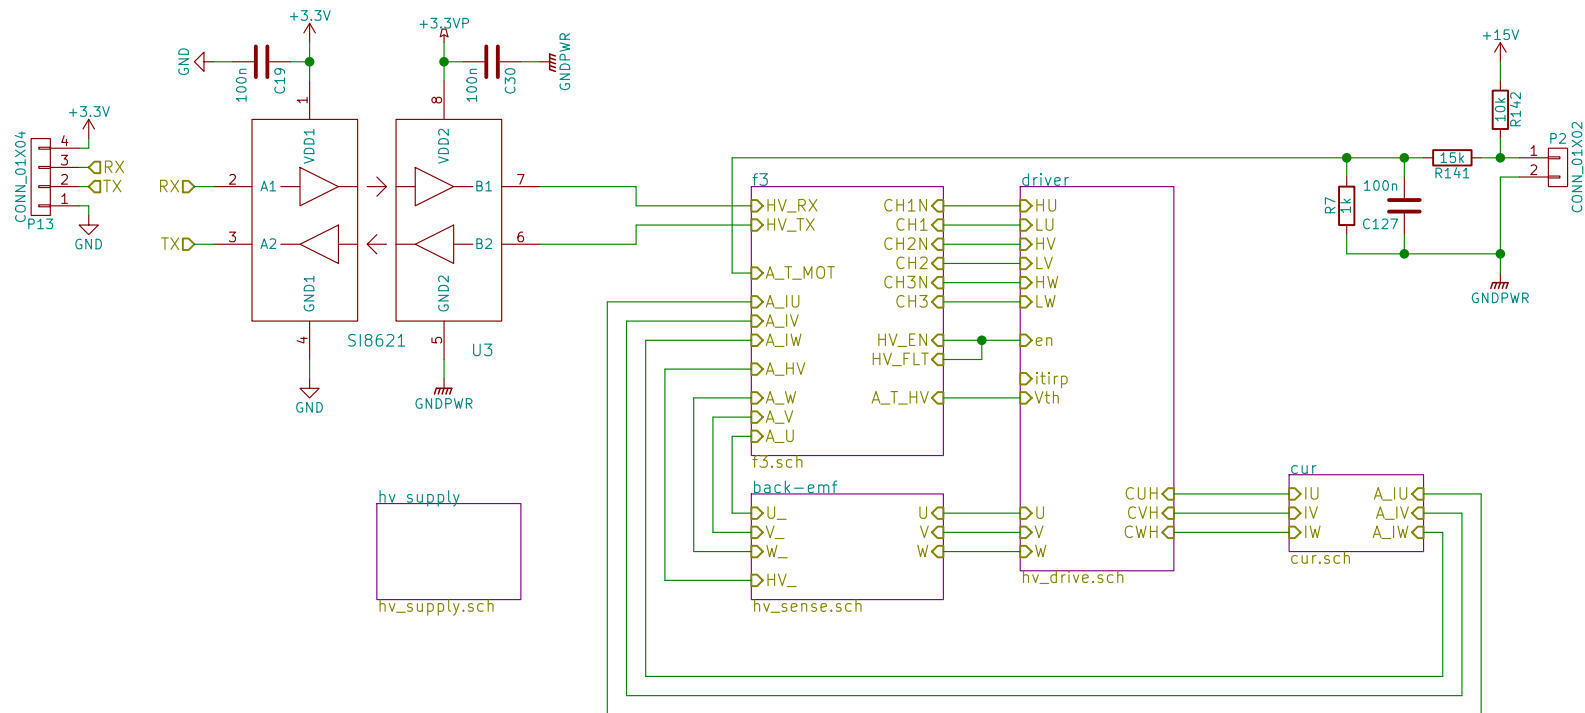 +3.3V
+3.3VP
GND
100n
C19
100n
C30
GNDPWR
+15V
10k
R142
P2
CONN_01X02
1
2
15k
R141
R7
1k
100n
C127
GNDPWR
+3.3V
CONN_01X04
4
3
2
1
RX
TX
P13
GND
RX
TX
2
3
1
VDD1
A1
A2
GND1
4
GND
8
VDD2
B1
B2
GND2
7
6
5
GNDPWR
SI8621
U3
f3
HV_RX
HV_TX
A_T_MOT
A_IU
A_IV
A_IW
A_HV
A_W
A_V
A_U
CH1N
CH1
CH2N
CH2
CH3N
CH3
HV_EN
HV_FLT
A_T_HV
f3.sch
driver
HU
LU
HV
LV
HW
LW
en
itirp
Vth
U
V
W
CUH
CVH
CWH
hv_drive.sch
cur
IU
IV
IW
A_IU
A_IV
A_IW
cur.sch
back-emf
U_
V_
W_
HV_
U
V
W
hv_sense.sch
hv_supply
hv_supply.sch